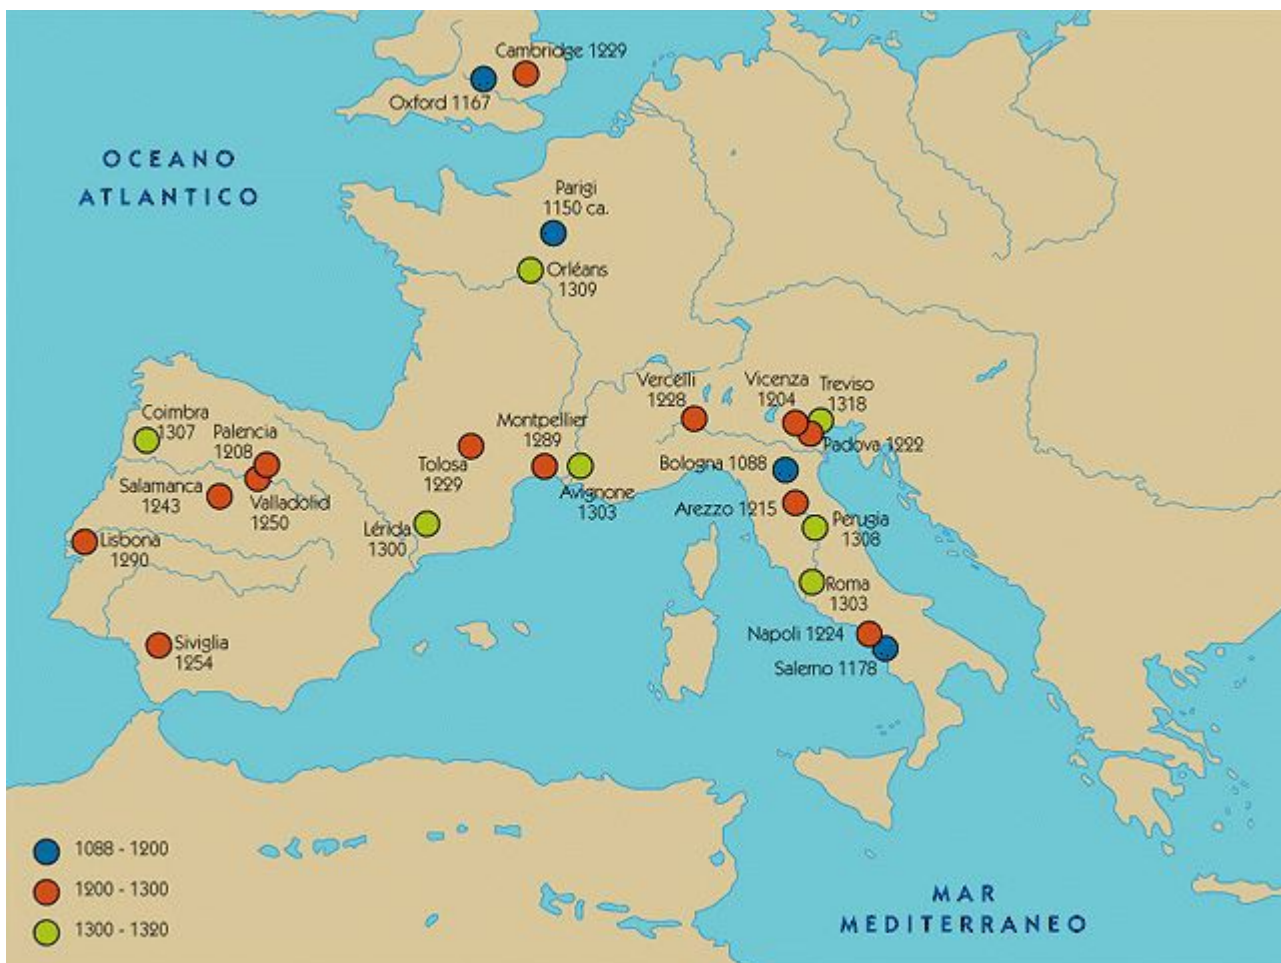 Cambridge 1229
Oxford 1167
OCEANO
ATLANTICO
Parigi
1150 ca.
Orléans
1309
Vercelli
1228
Vicenza
1204
Treviso
1318
Padova 1222
Coimbra
1307
Palencia
1208
Salamanca
1243
Valladolid
1250
Montpellier
1289
Tolosa
1229
Avignone
1303
Bologna 1088
Arezzo 1215
Perugia
1308
Lérida
1300
Lisbona
1290
Roma
1303
Siviglia
1254
Napoli 1224
Salerno 1178
1088 - 1200
1200 - 1300
1300 - 1320
MAR
MEDITERRANEO